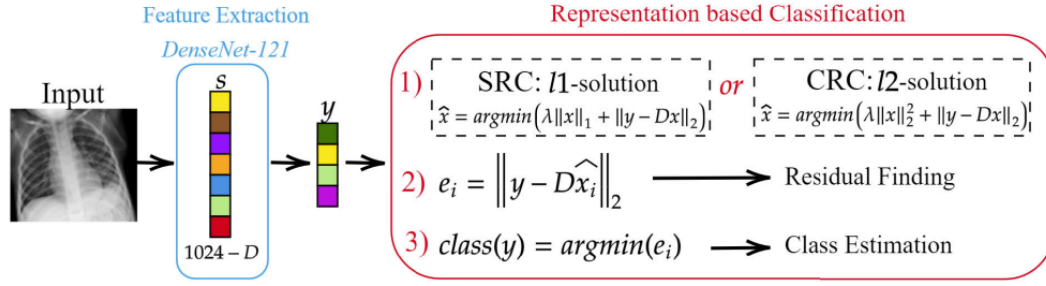 Feature Extraction
DenseNet-121
Input
s
1024 – D
y
Representation based Classification
1) SRC: l1-solution or CRC: l2-solution
x̂ = argmin(λ‖x‖₁ + ‖y – Dx‖₂) x̂ = argmin(λ‖x‖₂² + ‖y – Dx‖₂)
2) eᵢ = ‖y – Dx̂ᵢ‖₂ Residual Finding
3) class(y) = argmin(eᵢ) Class Estimation